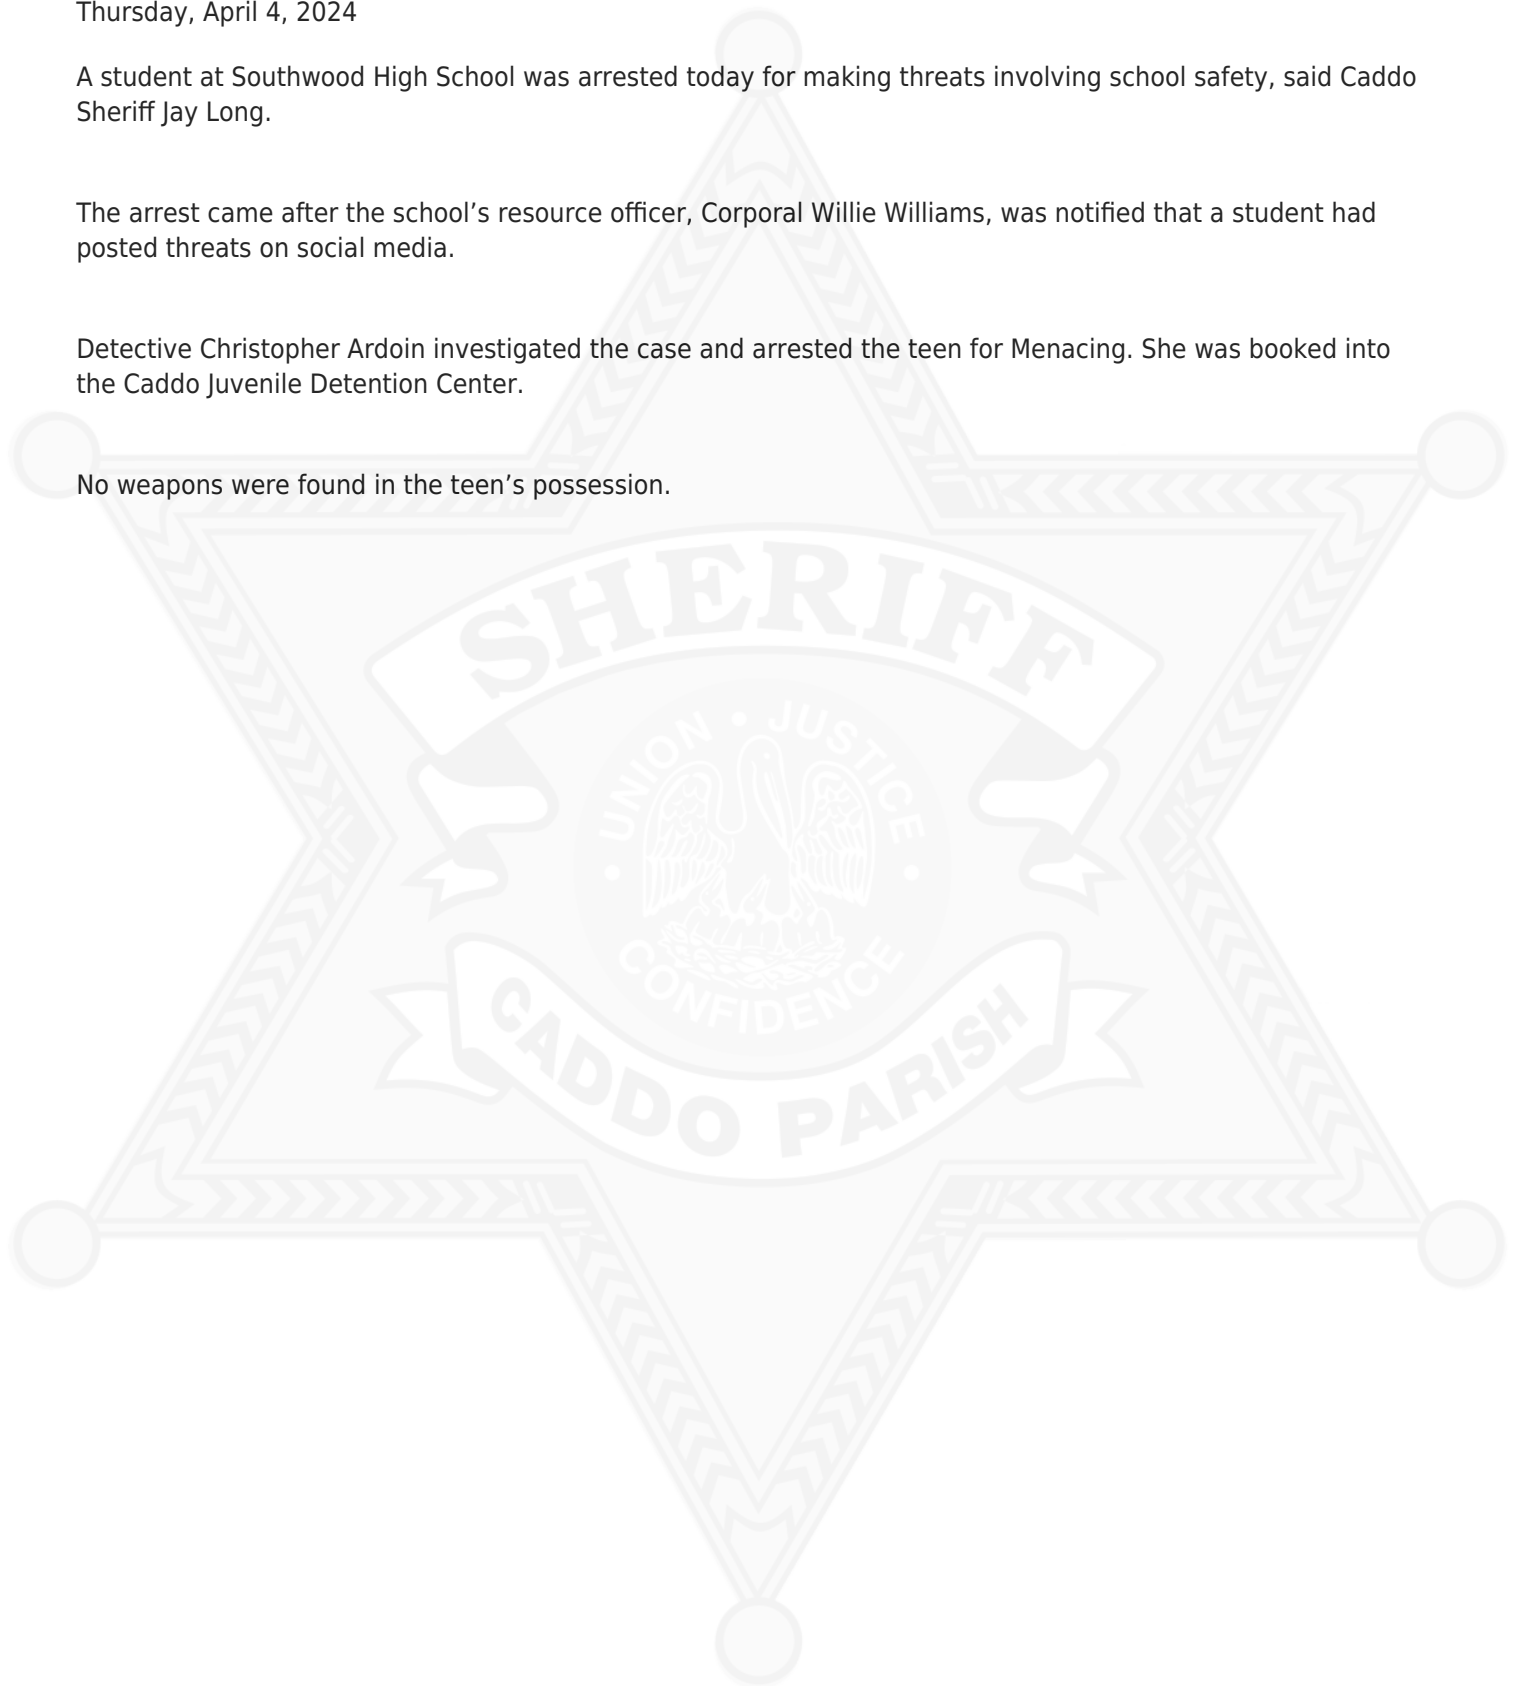 Thursday, April 4, 2024
A student at Southwood High School was arrested today for making threats involving school safety, said Caddo
Sheriff Jay Long.
The arrest came after the school’s resource officer, Corporal Willie Williams, was notified that a student had
posted threats on social media.
Detective Christopher Ardoin investigated the case and arrested the teen for Menacing. She was booked into
the Caddo Juvenile Detention Center.
No weapons were found in the teen’s possession.
SHERIFF
UNION • JUSTICE •
• CONFIDENCE
CADDO PARISH